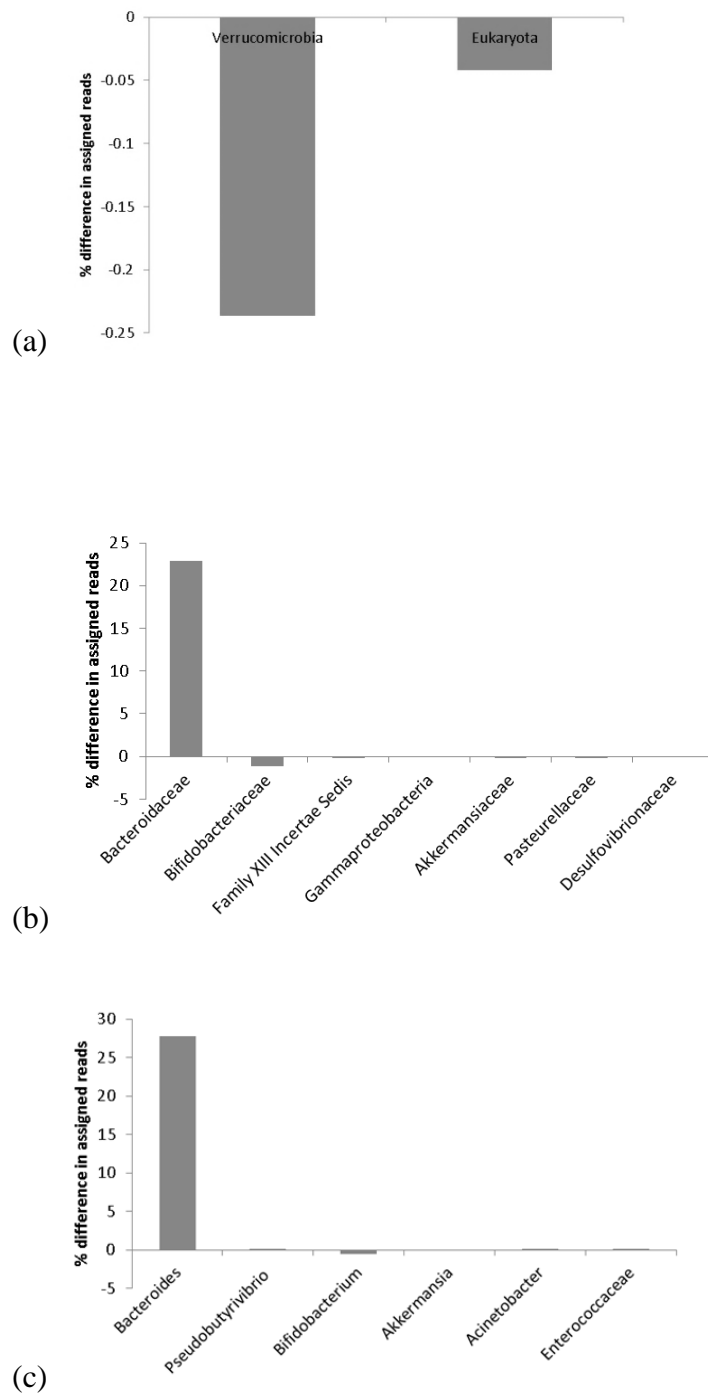 0
-0.05
-0.1
-0.15
-0.2
-0.25
% difference in assigned reads
Verrucomicrobia
Eukaryota
(a)
25
20
15
10
5
0
-5
% difference in assigned reads
Bacteroidaceae
Bifidobacteriaceae
Family XIII Incertae Sedis
Gammaproteobacteria
Akkermansiaceae
Pasteurellaceae
Desulfovibrionaceae
(b)
30
25
20
15
10
5
0
-5
% difference in assigned reads
Bacteroides
Pseudobutyrivibrio
Bifidobacterium
Akkermansia
Acinetobacter
Enterococcaceae
(c)